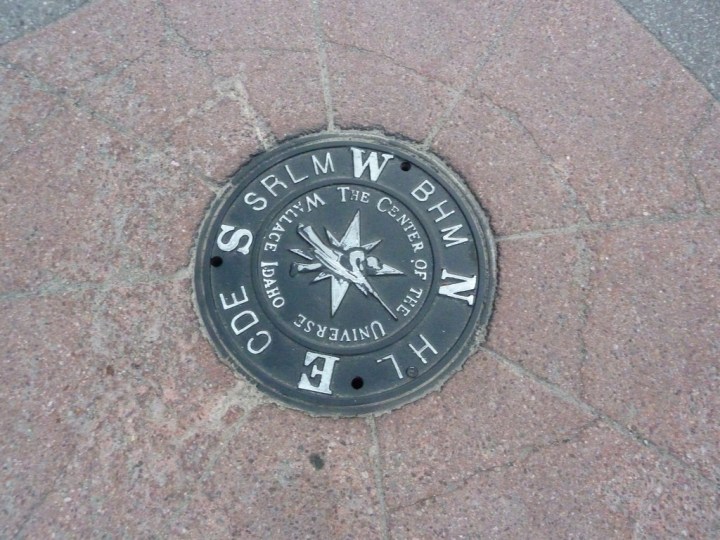 W
BHM
N
HL
E
CDE
S
SRLM
THE CENTER OF THE UNIVERSE
WALLACE IDAHO